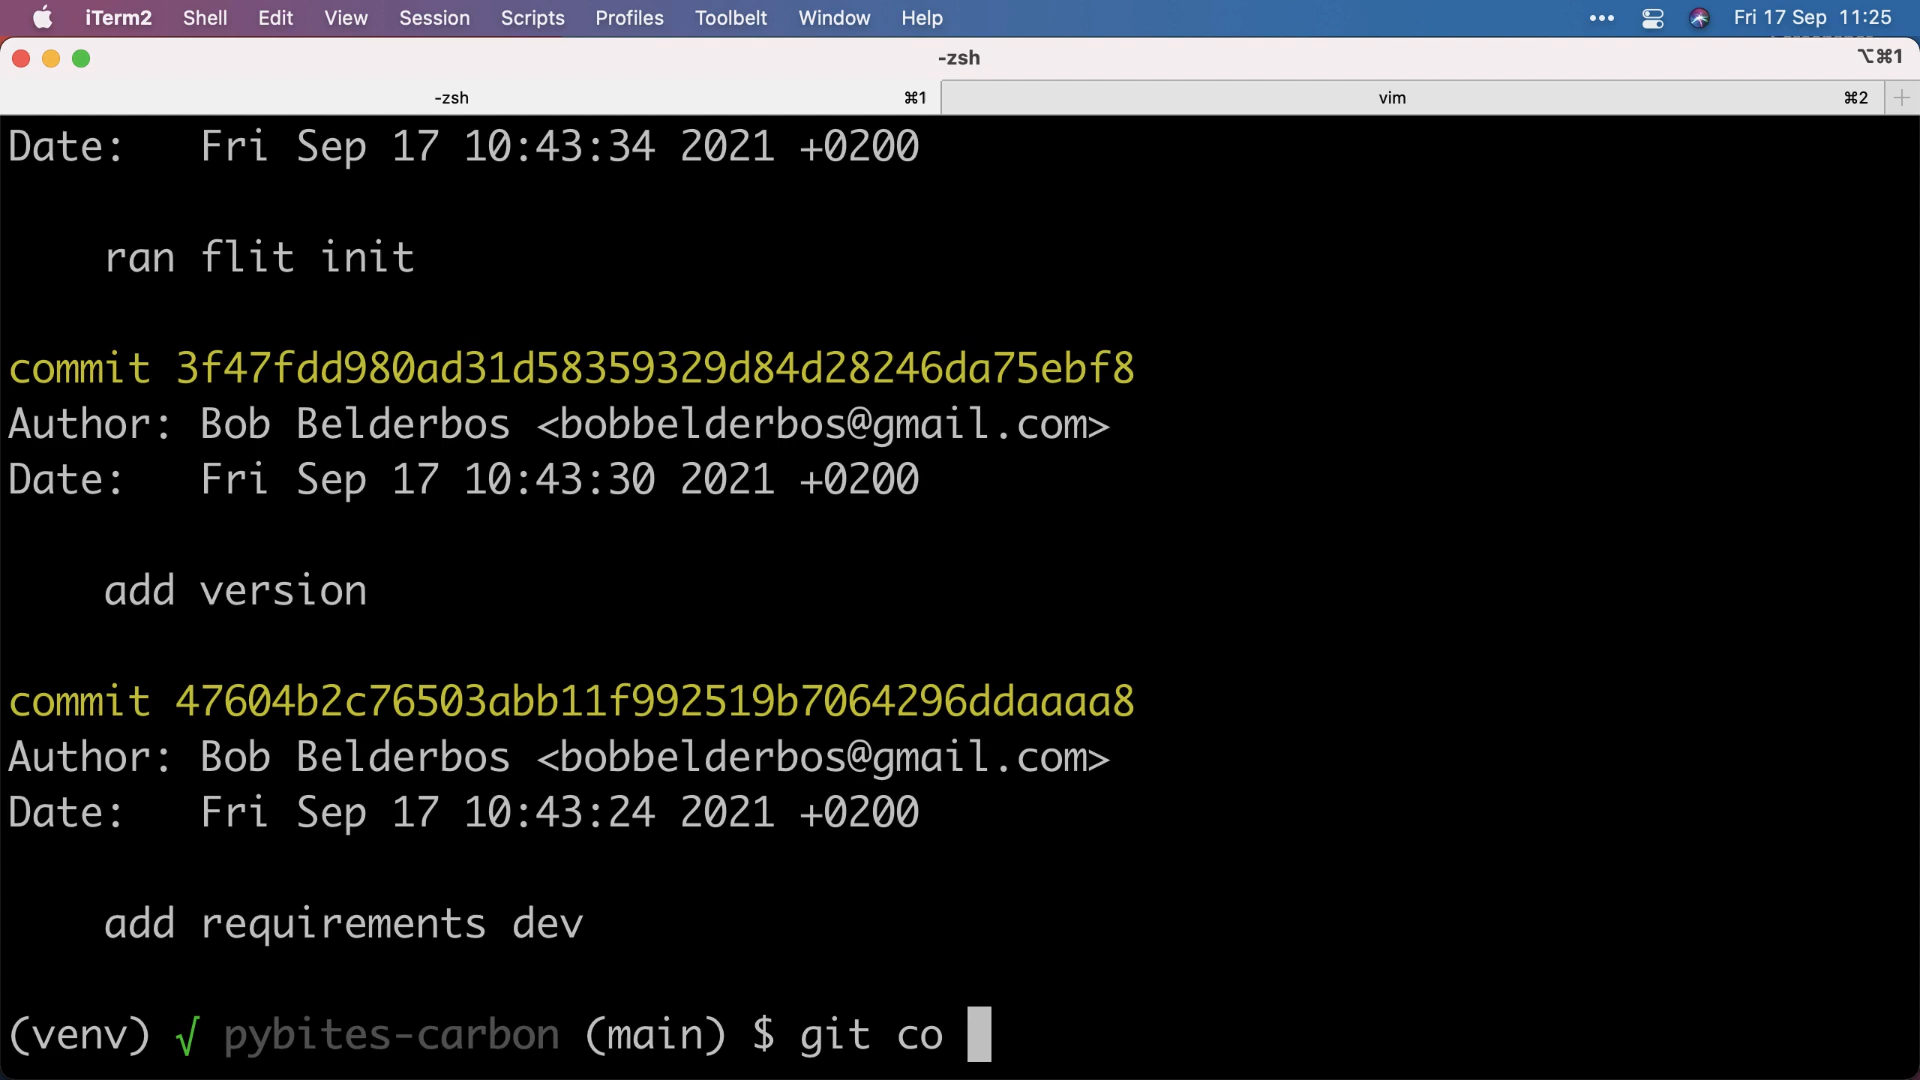 iTerm2 Shell Edit View Session Scripts Profiles Toolbelt Window Help Fri 17 Sep 11:25
-zsh ⌥⌘1
-zsh ⌘1 vim ⌘2
Date:   Fri Sep 17 10:43:34 2021 +0200
ran flit init
commit 3f47fdd980ad31d58359329d84d28246da75ebf8
Author: Bob Belderbos <bobbelderbos@gmail.com>
Date:   Fri Sep 17 10:43:30 2021 +0200
add version
commit 47604b2c76503abb11f992519b7064296ddaaaa8
Author: Bob Belderbos <bobbelderbos@gmail.com>
Date:   Fri Sep 17 10:43:24 2021 +0200
add requirements dev
(venv) √ pybites-carbon (main) $ git co